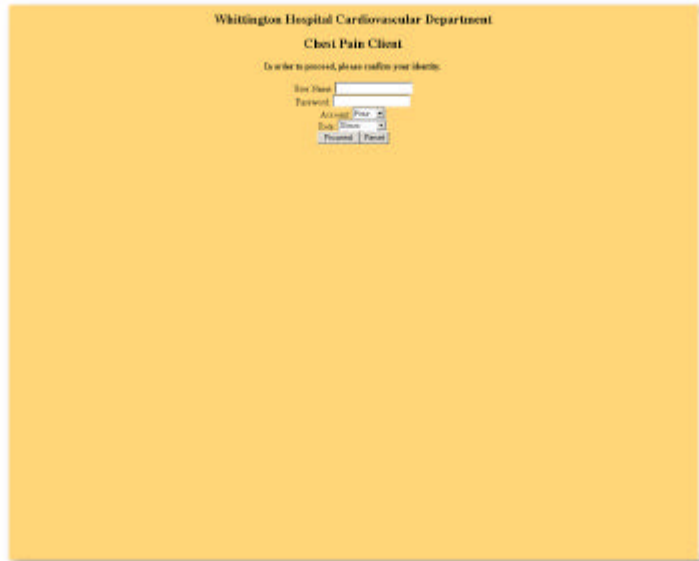 Whittington Hospital Cardiovascular Department
Chest Pain Client
In order to proceed, please confirm your identity.
User Name:
Password:
Account:
Proceed Reset